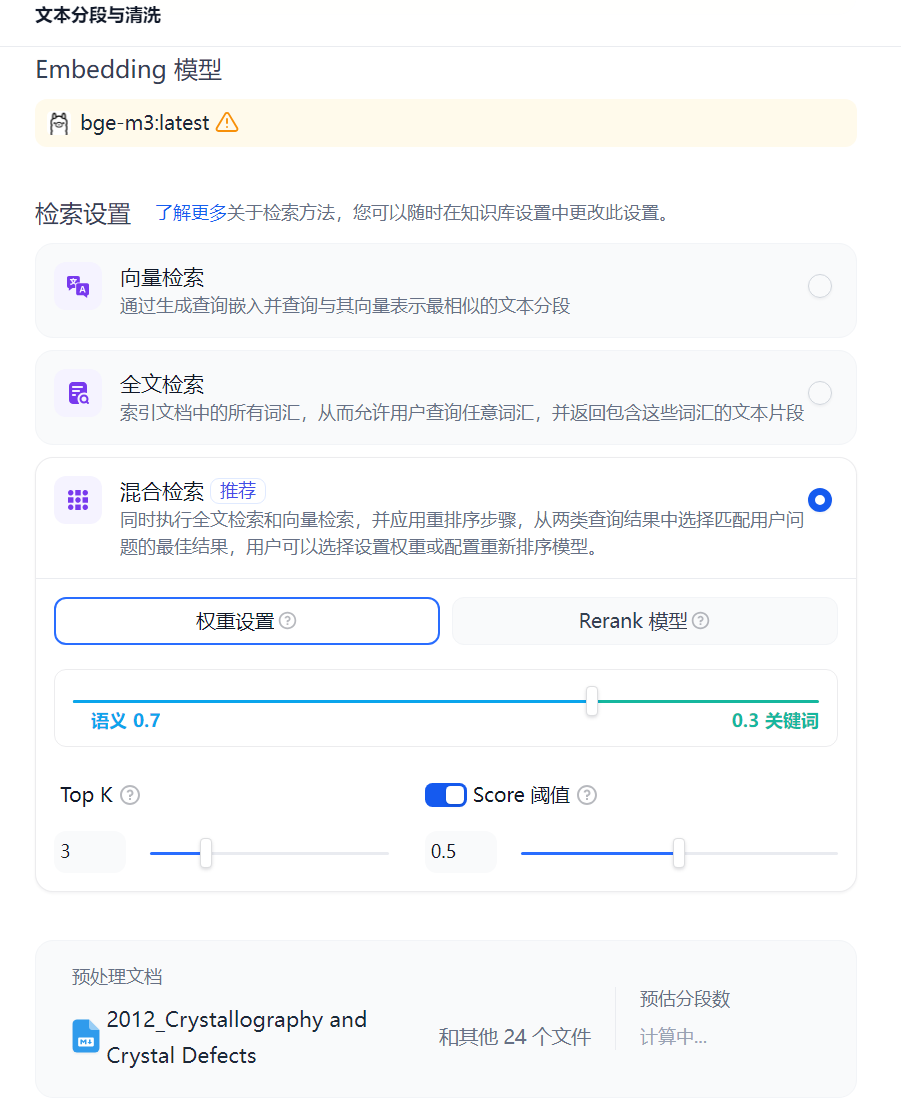 文本分段与清洗
Embedding 模型
bge-m3:latest
检索设置 了解更多关于检索方法，您可以随时在知识库设置中更改此设置。
向量检索
通过生成查询嵌入并查询与其向量表示最相似的文本分段
全文检索
索引文档中的所有词汇，从而允许用户查询任意词汇，并返回包含这些词汇的文本片段
混合检索 推荐
同时执行全文检索和向量检索，并应用重排序步骤，从两类查询结果中选择匹配用户问
题的最佳结果，用户可以选择设置权重或配置重新排序模型。
权重设置
Rerank 模型
语义 0.7
0.3 关键词
Top K
Score 阈值
3
0.5
预处理文档
2012_Crystallography and
Crystal Defects
和其他 24 个文件
预估分段数
计算中...